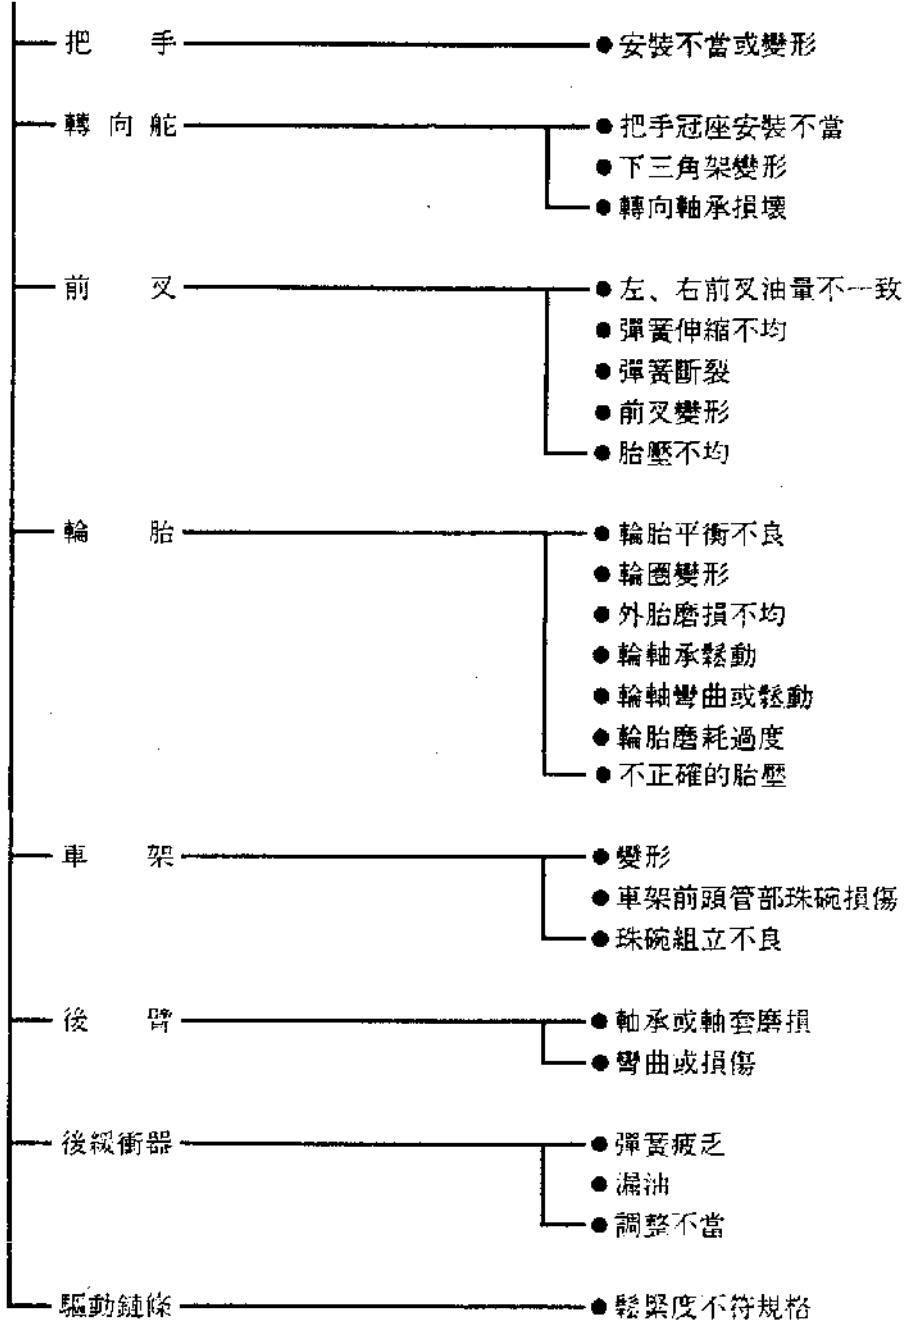 把手 ●安裝不當或變形
轉向舵 ●把手冠座安裝不當
●下三角架變形
●轉向軸承損壞
前叉 ●左、右前叉油量不一致
●彈簧伸縮不均
●彈簧斷裂
●前叉變形
●胎壓不均
輪胎 ●輪胎平衡不良
●輪圈變形
●外胎磨損不均
●輪軸承鬆動
●輪軸彎曲或鬆動
●輪胎磨耗過度
●不正確的胎壓
車架 ●變形
●車架前頭管部珠碗損傷
●珠碗組立不良
後臂 ●軸承或軸套磨損
●彎曲或損傷
後緩衝器 ●彈簧疲乏
●漏油
●調整不當
驅動鏈條 ●鬆緊度不符規格